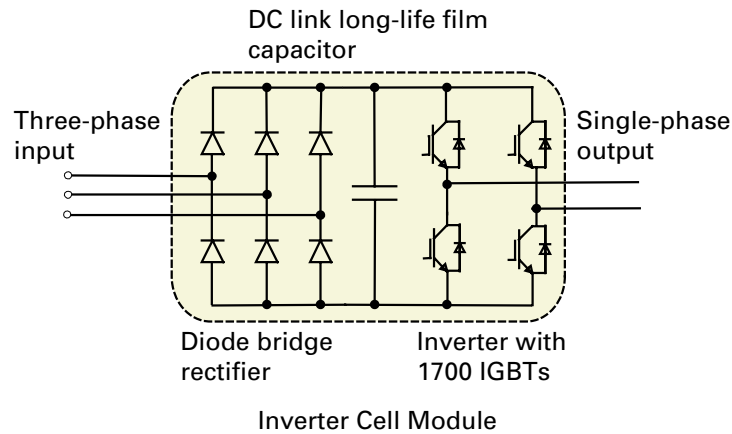 DC link long-life film
capacitor
Three-phase
input
Single-phase
output
Diode bridge
rectifier
Inverter with
1700 IGBTs
Inverter Cell Module